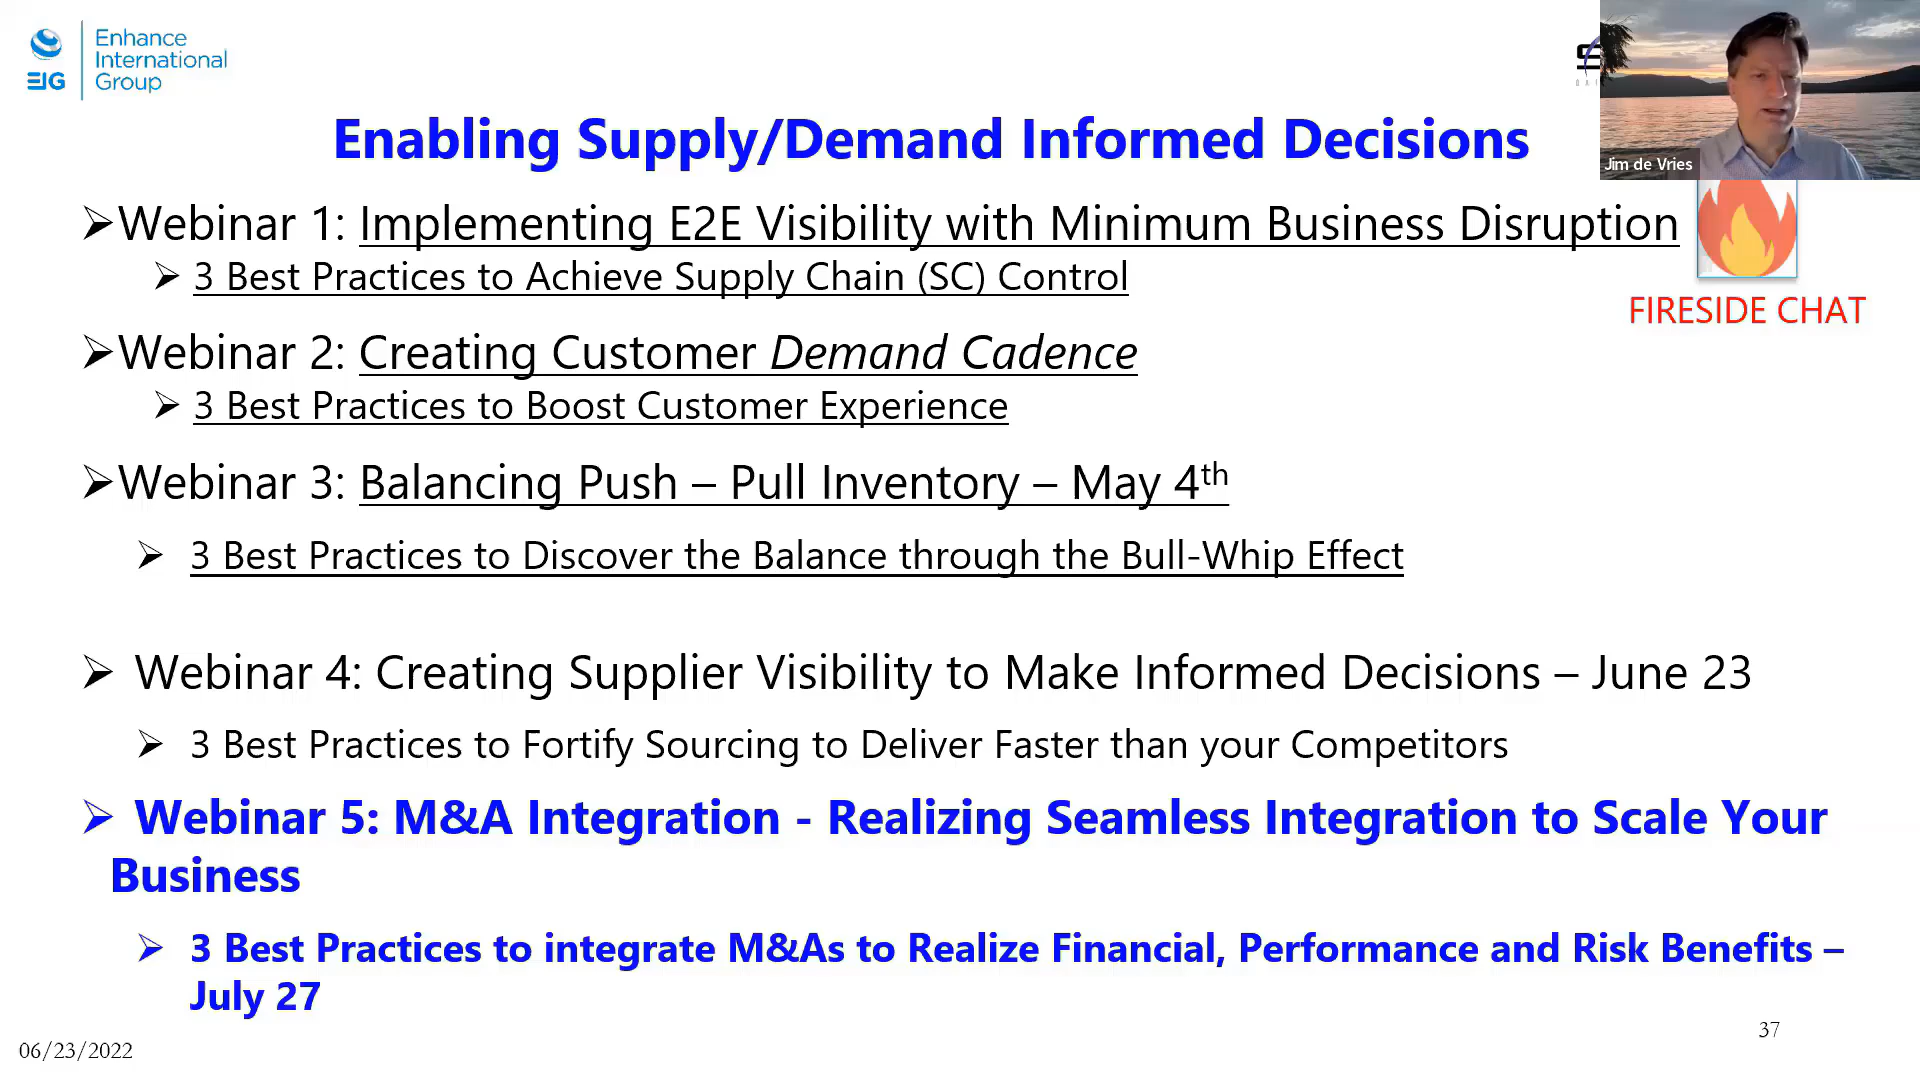 Enhance
International
Group
EIG
Jim de Vries
Enabling Supply/Demand Informed Decisions
Webinar 1: Implementing E2E Visibility with Minimum Business Disruption
3 Best Practices to Achieve Supply Chain (SC) Control
FIRESIDE CHAT
Webinar 2: Creating Customer Demand Cadence
3 Best Practices to Boost Customer Experience
Webinar 3: Balancing Push – Pull Inventory – May 4th
3 Best Practices to Discover the Balance through the Bull-Whip Effect
Webinar 4: Creating Supplier Visibility to Make Informed Decisions – June 23
3 Best Practices to Fortify Sourcing to Deliver Faster than your Competitors
Webinar 5: M&A Integration - Realizing Seamless Integration to Scale Your
Business
3 Best Practices to integrate M&As to Realize Financial, Performance and Risk Benefits –
July 27
37
06/23/2022